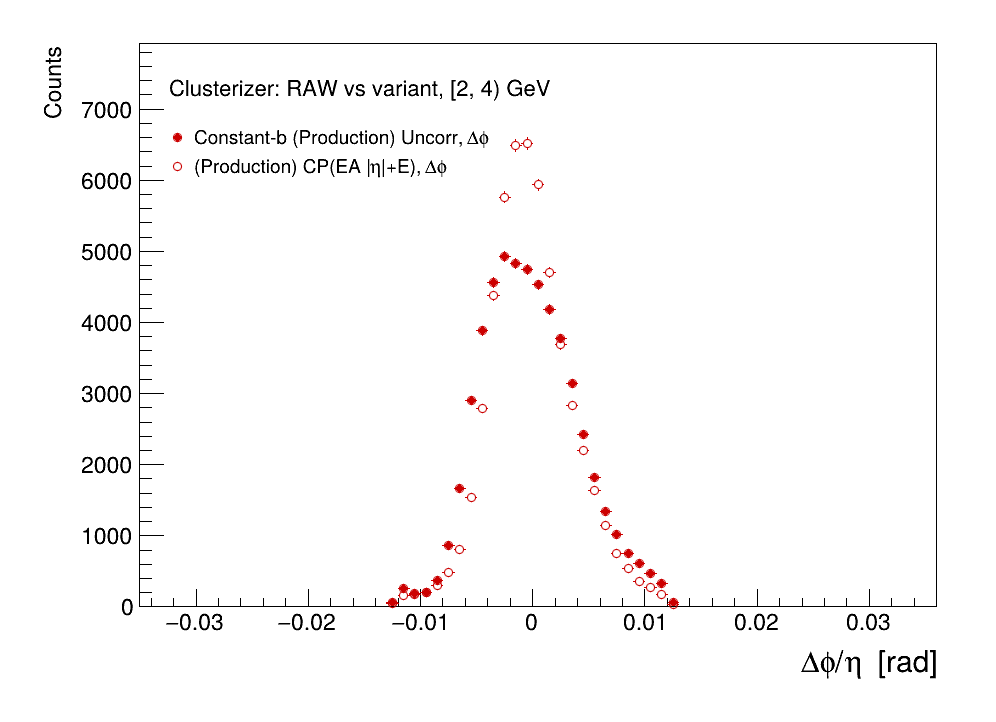 Counts
Clusterizer: RAW vs variant, [2, 4) GeV
Constant-b (Production) Uncorr, Δϕ
(Production) CP(EA |η|+E), Δϕ
7000
6000
5000
4000
3000
2000
1000
0
−0.03 −0.02 −0.01 0 0.01 0.02 0.03
Δϕ/η [rad]